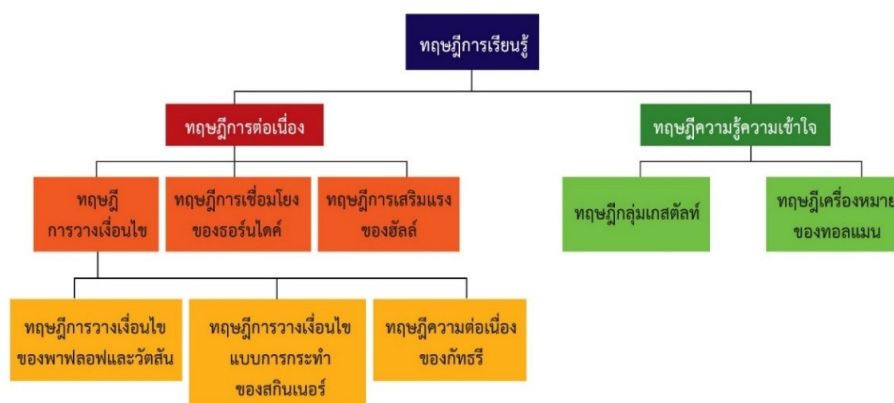 ทฤษฎีการเรียนรู้
ทฤษฎีการต่อเนื่อง
ทฤษฎีความรู้ความเข้าใจ
ทฤษฎี
การวางเงื่อนไข
ทฤษฎีการเชื่อมโยง
ของธอร์นไดค์
ทฤษฎีการเสริมแรง
ของฮัลล์
ทฤษฎีกลุ่มเกสตัลท์
ทฤษฎีเครื่องหมาย
ของทอลแมน
ทฤษฎีการวางเงื่อนไข
ของพาฟลอฟและวัตสัน
ทฤษฎีการวางเงื่อนไข
แบบการกระทำ
ของสกินเนอร์
ทฤษฎีความต่อเนื่อง
ของกัทธรี